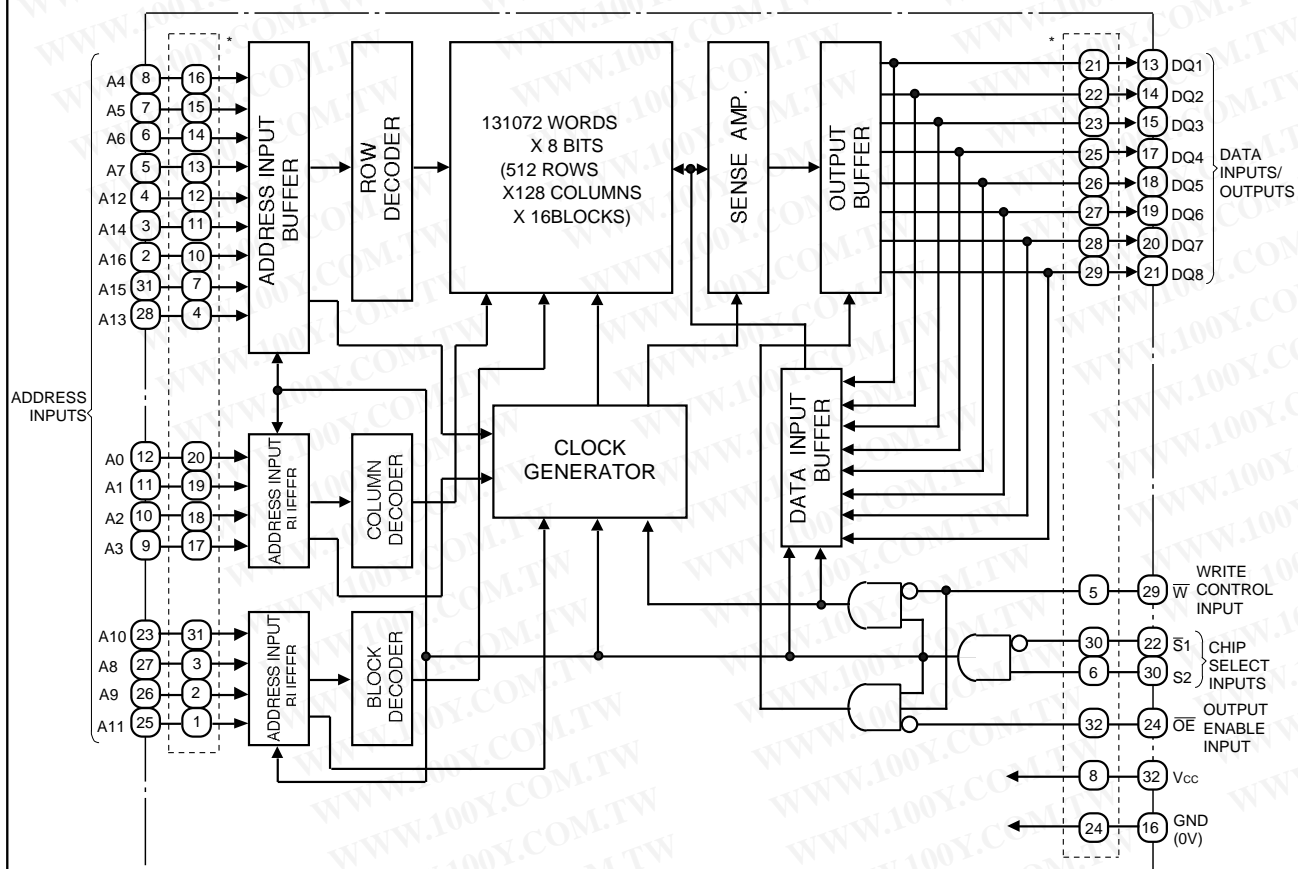 A4 8 16
A5 7 15
A6 6 14
A7 5 13
A12 4 12
A14 3 11
A16 2 10
A15 31 7
A13 28 4
ADDRESS
INPUTS
A0 12 20
A1 11 19
A2 10 18
A3 9 17
A10 23 31
A8 27 3
A9 26 2
A11 25 1
*
ADDRESS INPUT
BUFFER
ROW
DECODER
131072 WORDS
X 8 BITS
(512 ROWS
X128 COLUMNS
X 16BLOCKS)
SENSE AMP.
OUTPUT
BUFFER
ADDRESS INPUT
BUFFER
COLUMN
DECODER
CLOCK
GENERATOR
DATA INPUT
BUFFER
ADDRESS INPUT
BUFFER
BLOCK
DECODER
*
21 13 DQ1
22 14 DQ2
23 15 DQ3
25 17 DQ4
26 18 DQ5
27 19 DQ6
28 20 DQ7
29 21 DQ8
DATA
INPUTS/
OUTPUTS
5 29 W̅
WRITE
CONTROL
INPUT
30 22 S̅1
6 30 S2
CHIP
SELECT
INPUTS
32 24 O̅E̅
OUTPUT
ENABLE
INPUT
8 32 Vcc
24 16 GND
(0V)
WWW.100Y.COM.TW